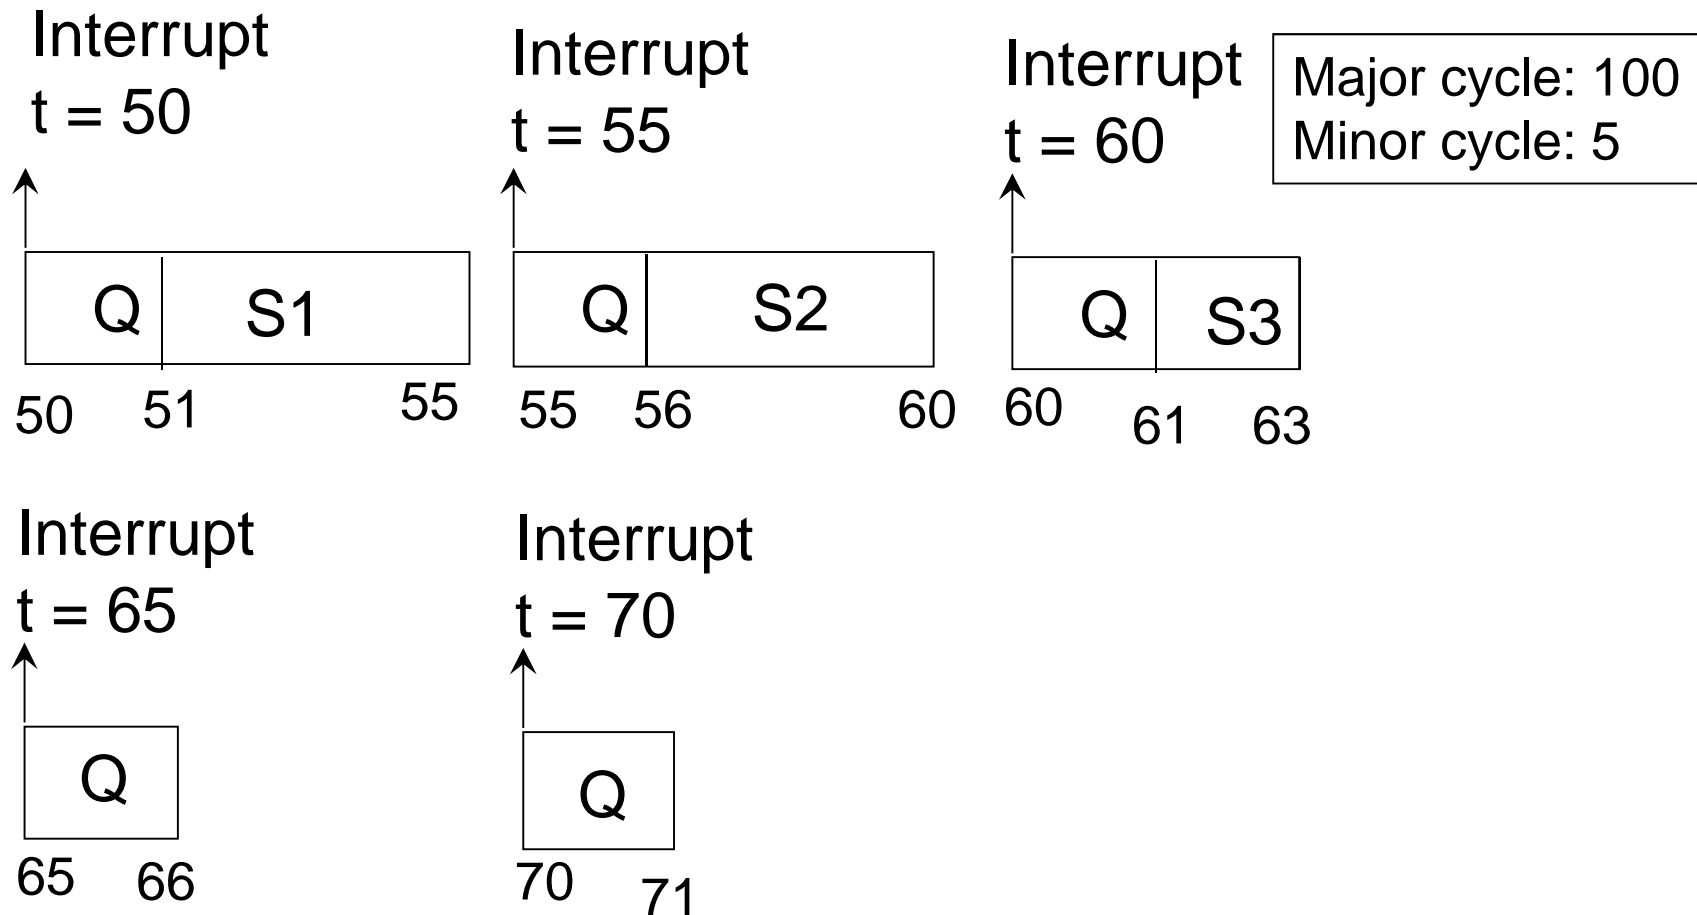 Interrupt
t = 50
Interrupt
t = 55
Interrupt
t = 60
Major cycle: 100
Minor cycle: 5
Q S1
50 51 55
Q S2
55 56 60
Q S3
60 61 63
Interrupt
t = 65
Interrupt
t = 70
Q
65 66
Q
70 71